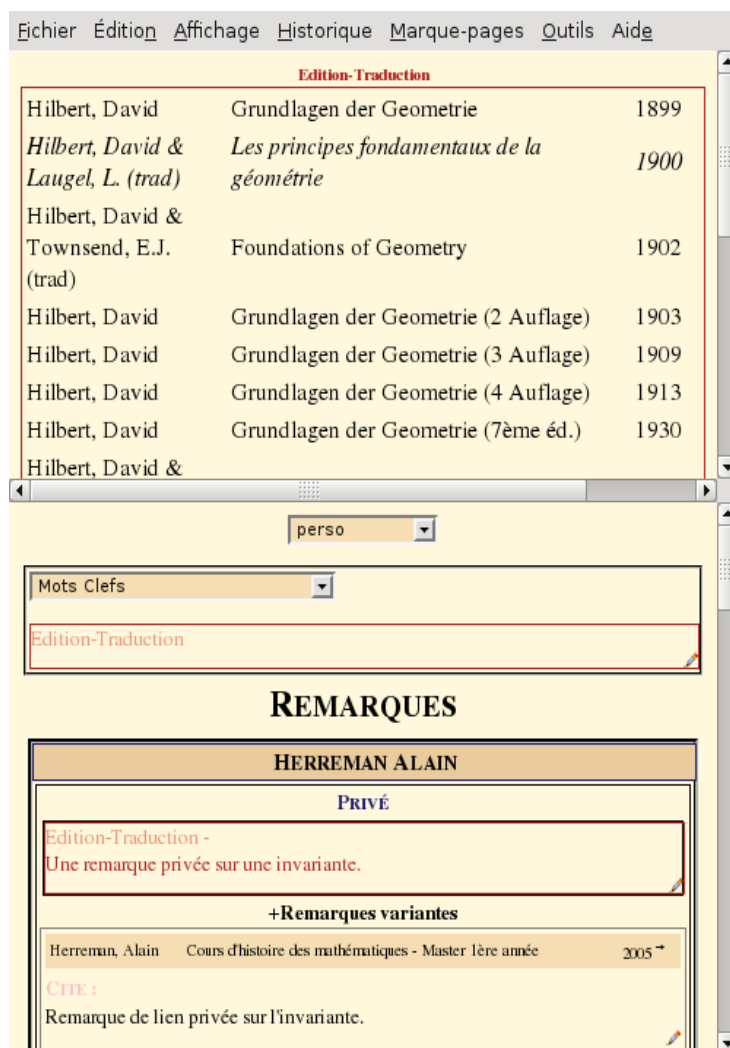 Fichier Édition Affichage Historique Marque-pages Outils Aide
Edition-Traduction
Hilbert, David Grundlagen der Geometrie 1899
Hilbert, David &
Laugel, L. (trad) Les principes fondamentaux de la
géométrie 1900
Hilbert, David &
Townsend, E.J. Foundations of Geometry 1902
(trad)
Hilbert, David Grundlagen der Geometrie (2 Auflage) 1903
Hilbert, David Grundlagen der Geometrie (3 Auflage) 1909
Hilbert, David Grundlagen der Geometrie (4 Auflage) 1913
Hilbert, David Grundlagen der Geometrie (7ème éd.) 1930
Hilbert, David &
perso
Mots Clefs
Edition-Traduction
REMARQUES
HERREMAN ALAIN
PRIVÉ
Edition-Traduction -
Une remarque privée sur une invariante.
+Remarques variantes
Herreman, Alain Cours d'histoire des mathématiques - Master 1ère année 2005 →
CITE :
Remarque de lien privée sur l'invariante.